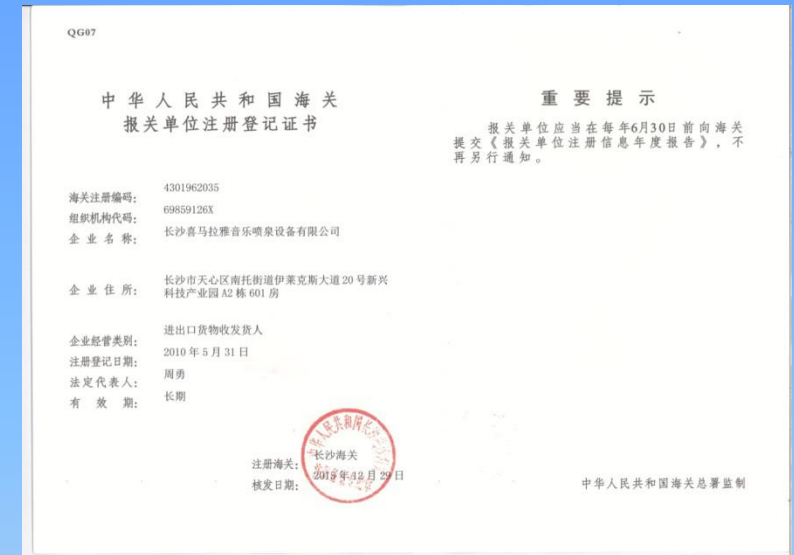 QG07
中华人民共和国海关
报关单位注册登记证书
海关注册编码: 4301962035
组织机构代码: 69859126X
企业名称: 长沙喜马拉雅音乐喷泉设备有限公司
企业住所: 长沙市天心区南托街道伊莱克斯大道20号新兴
科技产业园A2栋601房
企业经营类别: 进出口货物收发货人
注册登记日期: 2010年5月31日
法定代表人: 周勇
有效期: 长期
注册海关: 长沙海关
核发日期: 年12月29日
重要提示
报关单位应当在每年6月30日前向海关
提交《报关单位注册信息年度报告》，不
再另行通知。
中华人民共和国海关总署监制